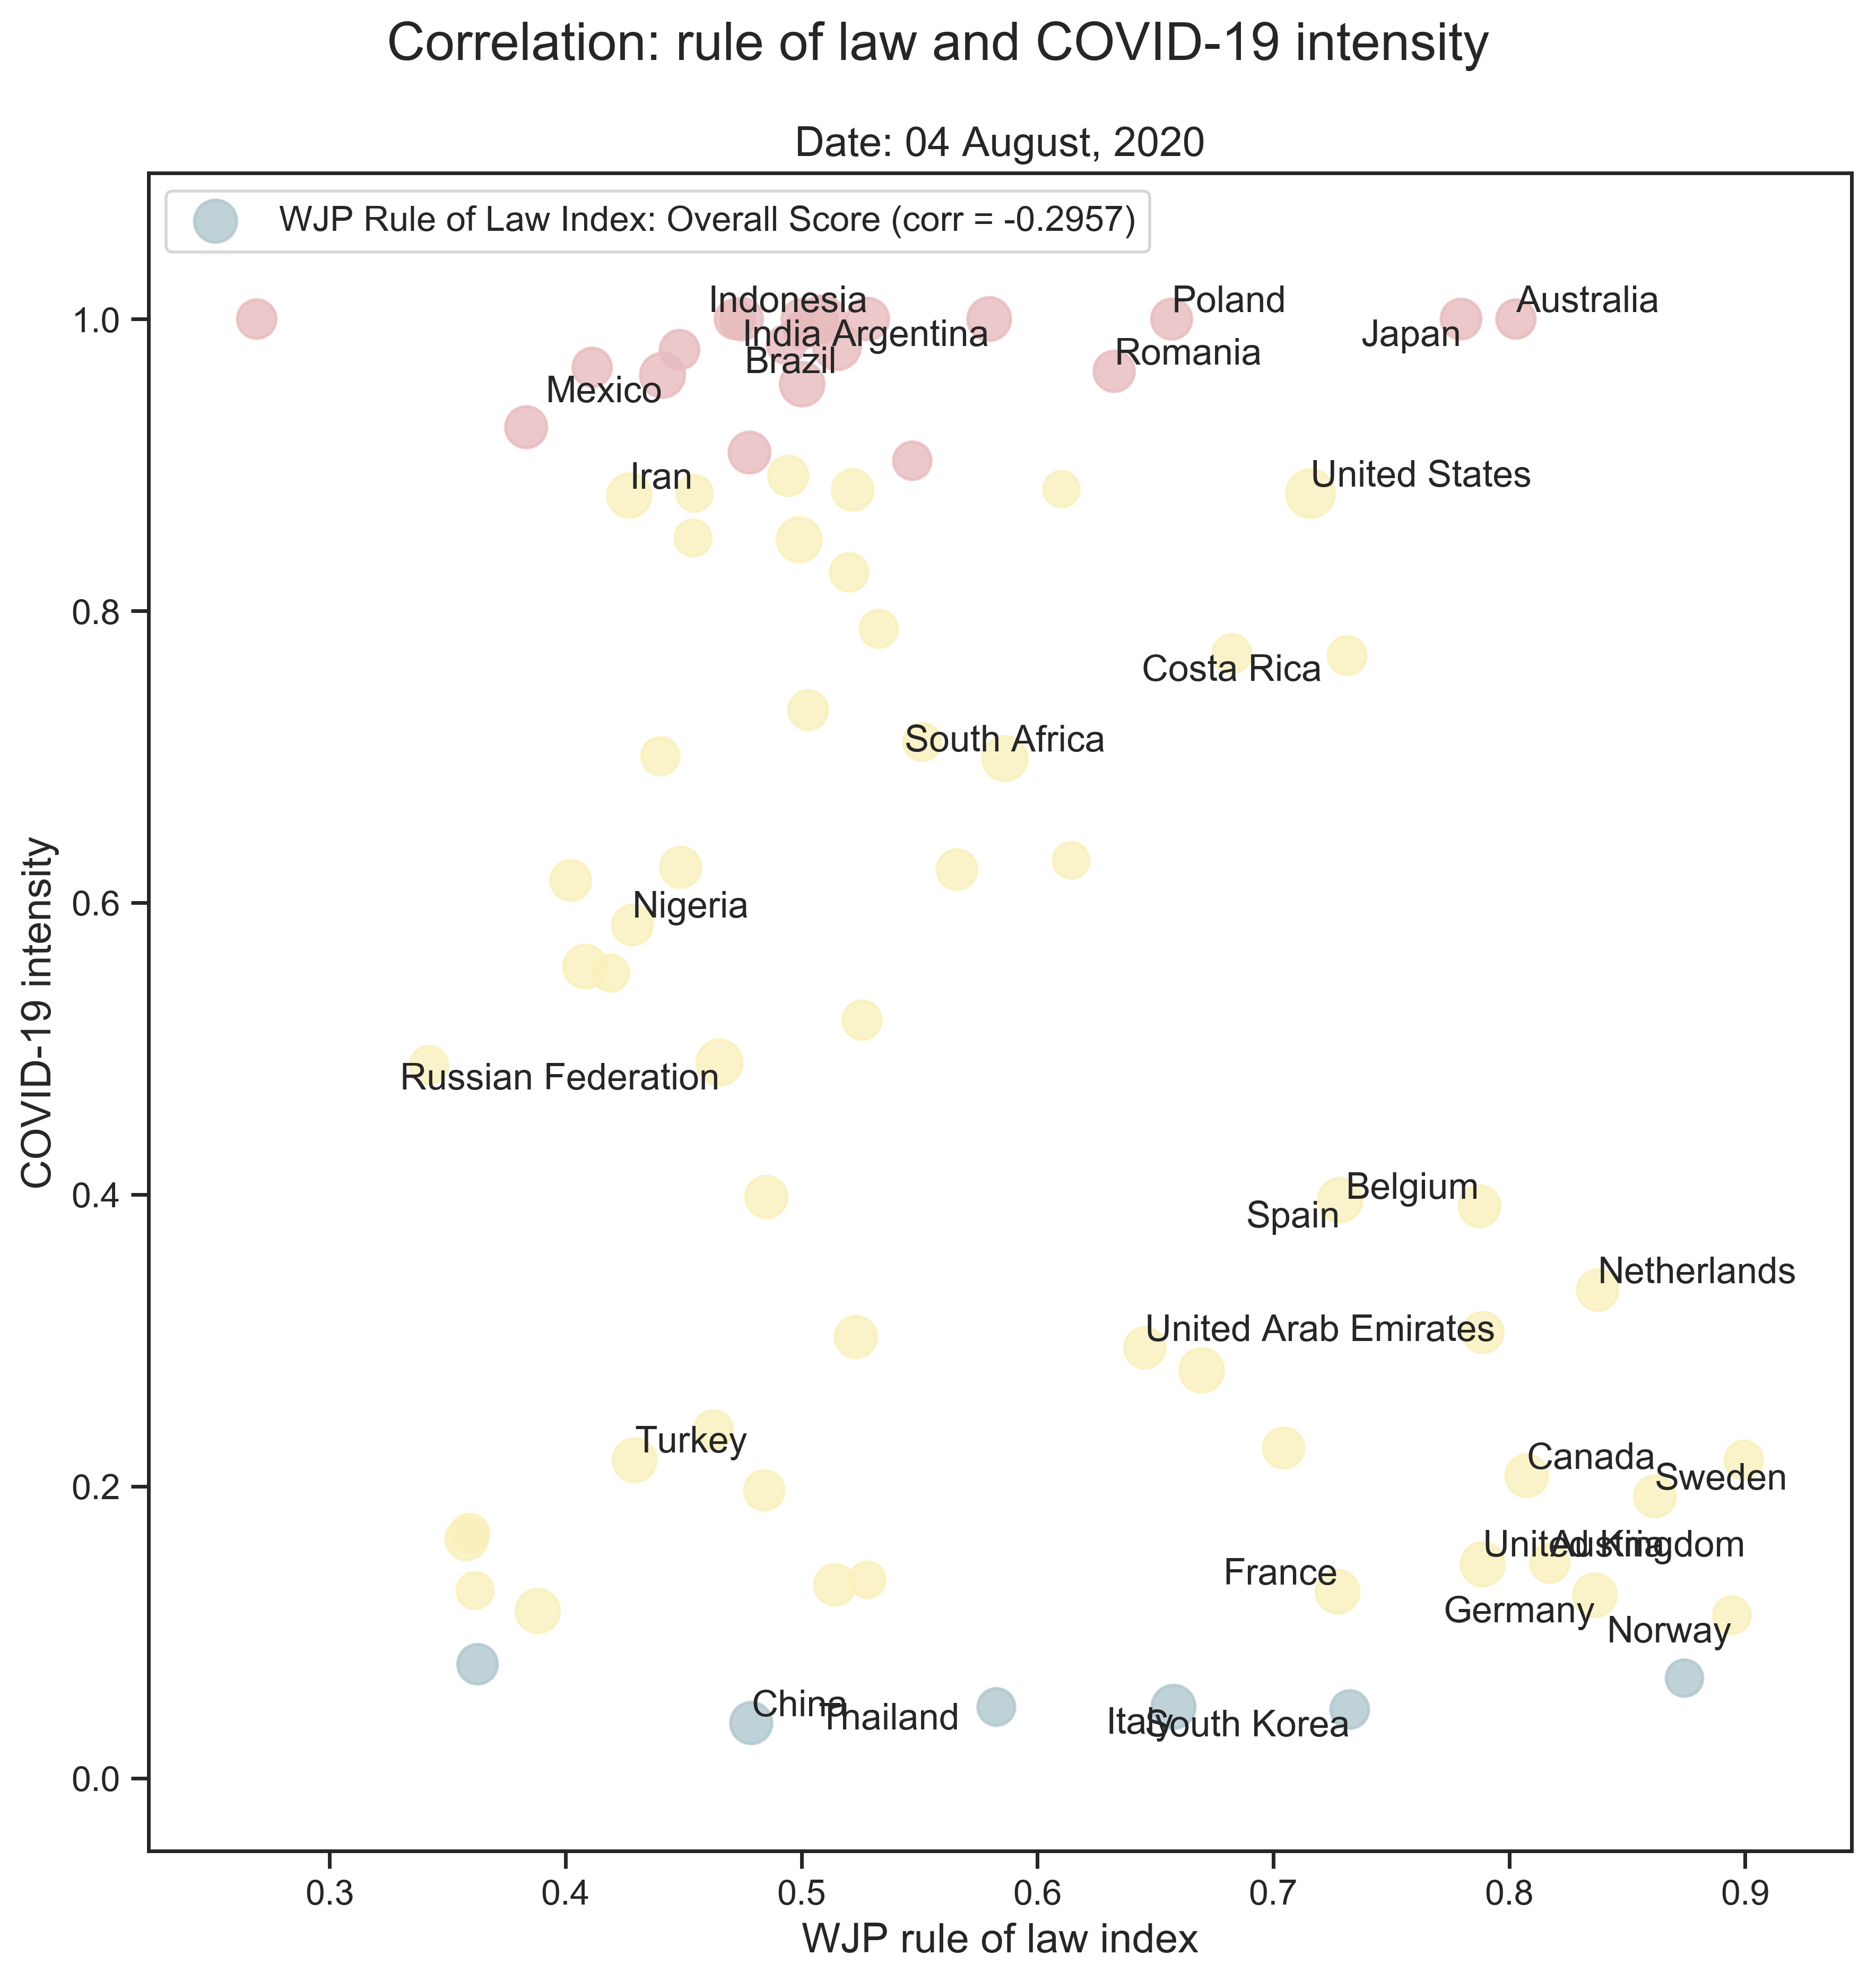 Correlation: rule of law and COVID-19 intensity
Date: 04 August, 2020
WJP Rule of Law Index: Overall Score (corr = -0.2957)
Indonesia
Poland
Australia
India
Argentina
Japan
Brazil
Romania
Mexico
Iran
United States
Costa Rica
South Africa
Nigeria
Russian Federation
Belgium
Spain
Netherlands
United Arab Emirates
Turkey
Canada
Sweden
United Kingdom
Austria
France
Germany
Norway
China
Thailand
Italy
South Korea
1.0
0.8
0.6
0.4
0.2
0.0
COVID-19 intensity
0.3 0.4 0.5 0.6 0.7 0.8 0.9
WJP rule of law index